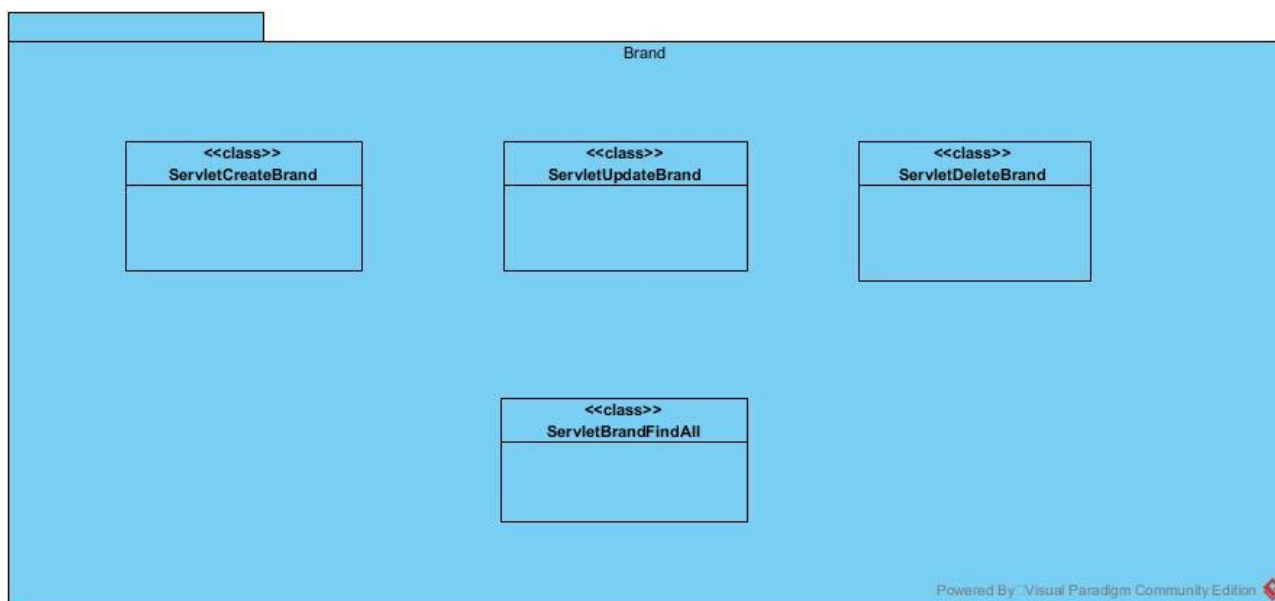 Brand
<<class>>
ServletCreateBrand
<<class>>
ServletUpdateBrand
<<class>>
ServletDeleteBrand
<<class>>
ServletBrandFindAll
Powered By Visual Paradigm Community Edition